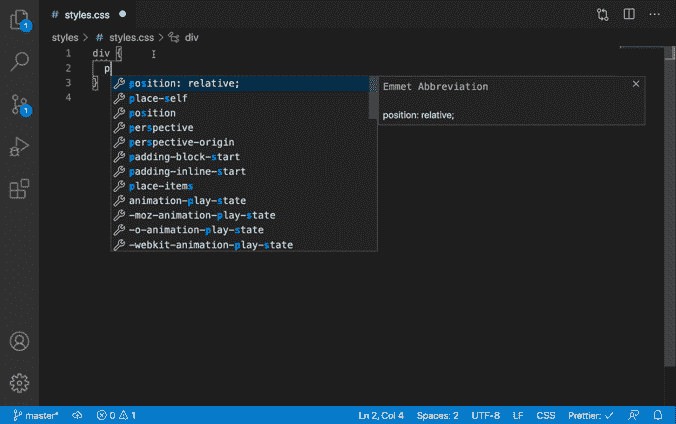 1
# styles.css
styles > # styles.css > div
1 div {
2 p
3 }
4
position: relative;
place-self
position
perspective
perspective-origin
padding-block-start
padding-inline-start
place-items
animation-play-state
-moz-animation-play-state
-o-animation-play-state
-webkit-animation-play-state
Emmet Abbreviation
position: relative;
1
master* 0 1 Ln 2, Col 4 Spaces: 2 UTF-8 LF CSS Prettier: ✓